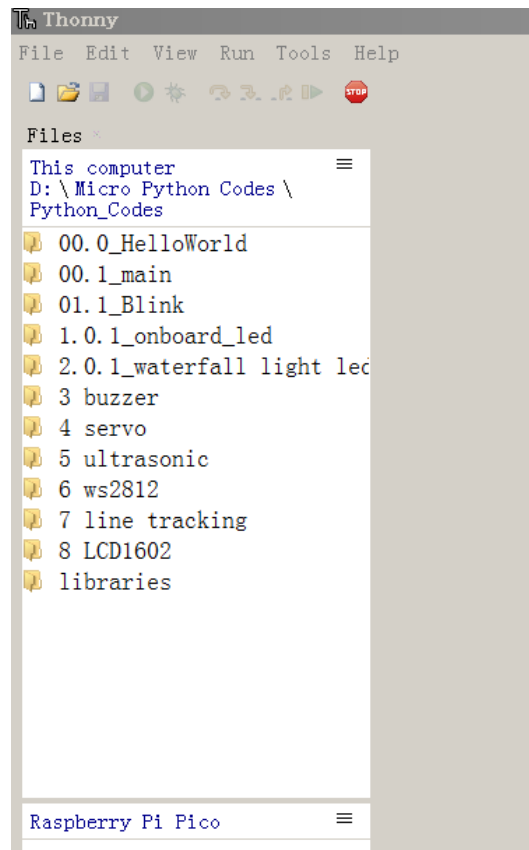 Thonny
File Edit View Run Tools Help
STOP
Files ×
This computer
D: \ Micro Python Codes \
Python_Codes
00.0_HelloWorld
00.1_main
01.1_Blink
1.0.1_onboard_led
2.0.1_waterfall light led
3 buzzer
4 servo
5 ultrasonic
6 ws2812
7 line tracking
8 LCD1602
libraries
Raspberry Pi Pico